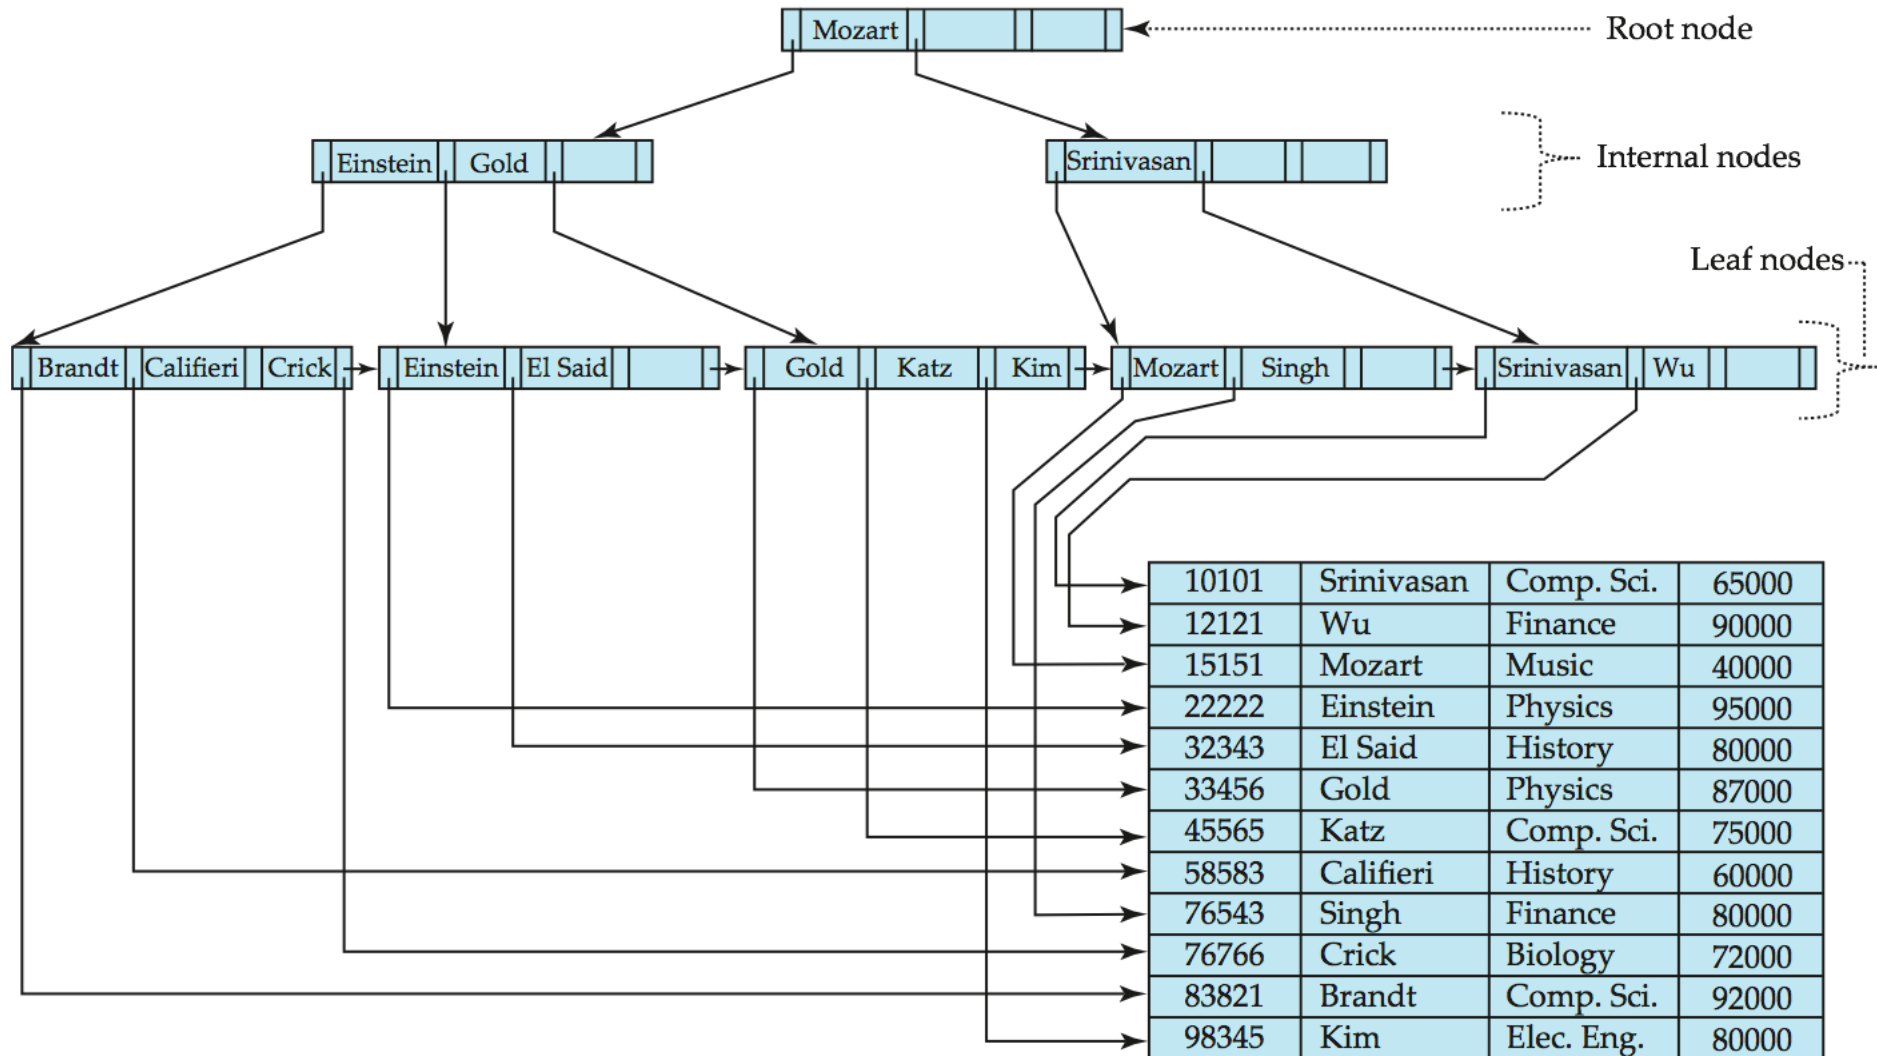 Mozart
Root node
Einstein Gold
Srinivasan
Internal nodes
Leaf nodes
Brandt Califieri Crick Einstein El Said Gold Katz Kim Mozart Singh Srinivasan Wu
10101 Srinivasan Comp. Sci. 65000
12121 Wu Finance 90000
15151 Mozart Music 40000
22222 Einstein Physics 95000
32343 El Said History 80000
33456 Gold Physics 87000
45565 Katz Comp. Sci. 75000
58583 Califieri History 60000
76543 Singh Finance 80000
76766 Crick Biology 72000
83821 Brandt Comp. Sci. 92000
98345 Kim Elec. Eng. 80000